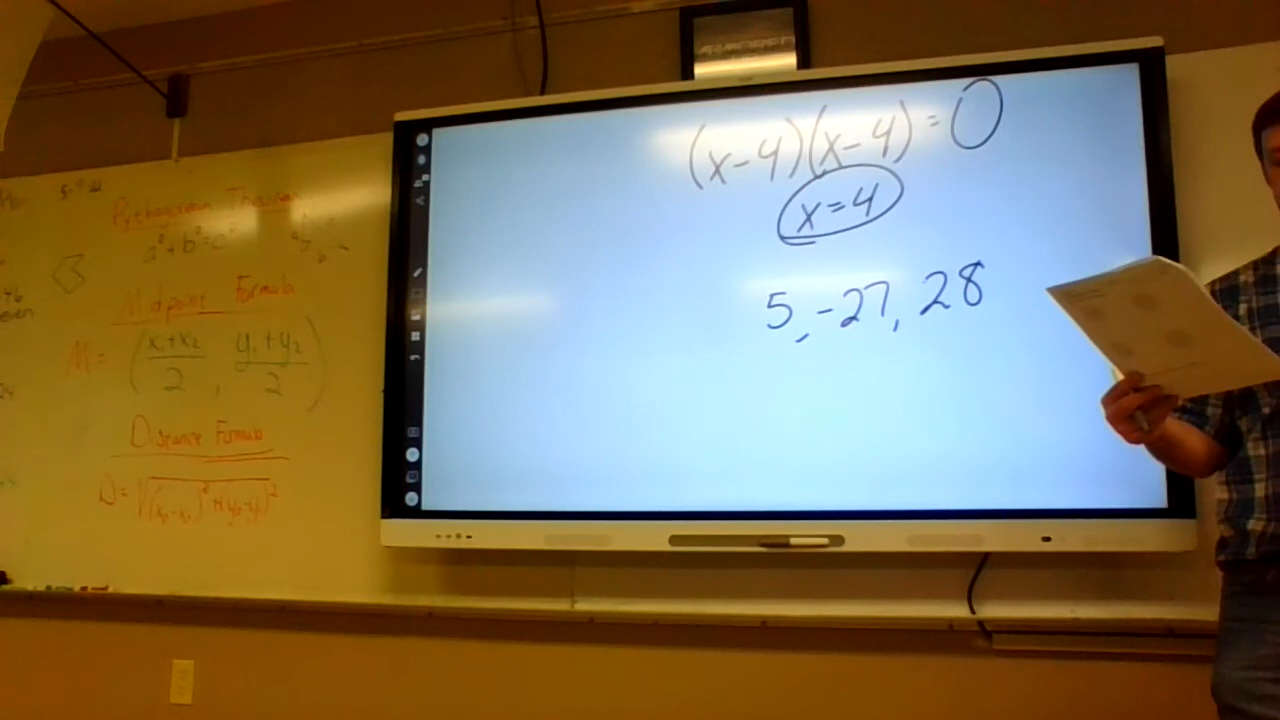 Pythagorean Theorem
a²+b²=c²
Midpoint Formula
M = (x₁+x₂/2, y₁+y₂/2)
Distance Formula
D=
(x-4)(x-4)=0
x=4
5,-27,28